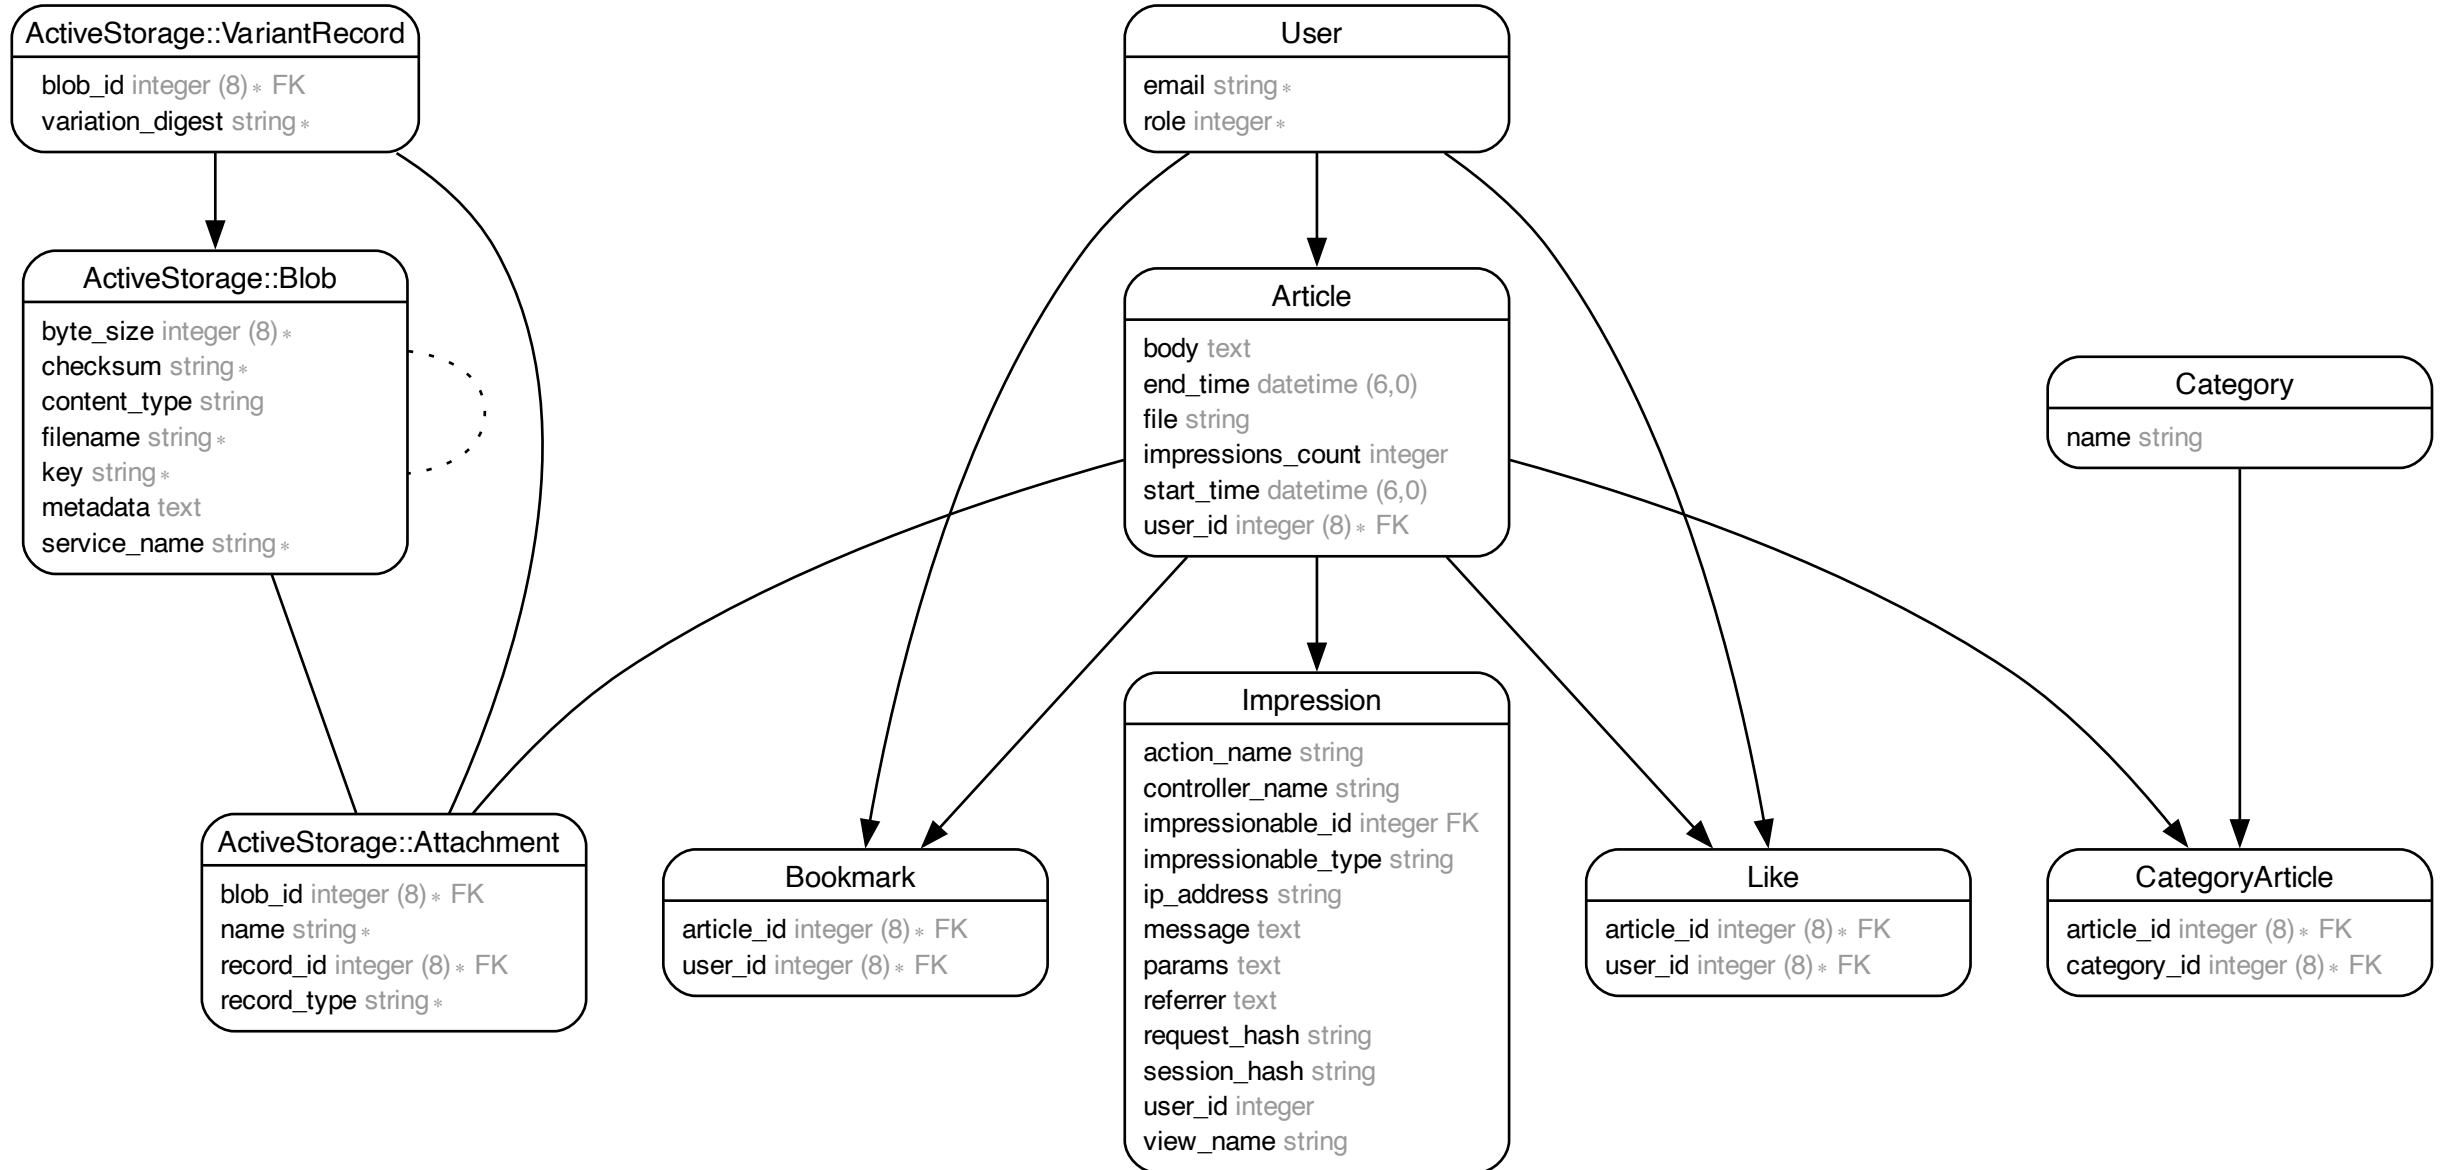 ActiveStorage::VariantRecord
blob_id integer (8)∗ FK
variation_digest string∗
User
email string∗
role integer∗
ActiveStorage::Blob
byte_size integer (8)∗
checksum string∗
content_type string
filename string∗
key string∗
metadata text
service_name string∗
Article
body text
end_time datetime (6,0)
file string
impressions_count integer
start_time datetime (6,0)
user_id integer (8)∗ FK
Category
name string
ActiveStorage::Attachment
blob_id integer (8)∗ FK
name string∗
record_id integer (8)∗ FK
record_type string∗
Bookmark
article_id integer (8)∗ FK
user_id integer (8)∗ FK
Impression
action_name string
controller_name string
impressionable_id integer FK
impressionable_type string
ip_address string
message text
params text
referrer text
request_hash string
session_hash string
user_id integer
view_name string
Like
article_id integer (8)∗ FK
user_id integer (8)∗ FK
CategoryArticle
article_id integer (8)∗ FK
category_id integer (8)∗ FK